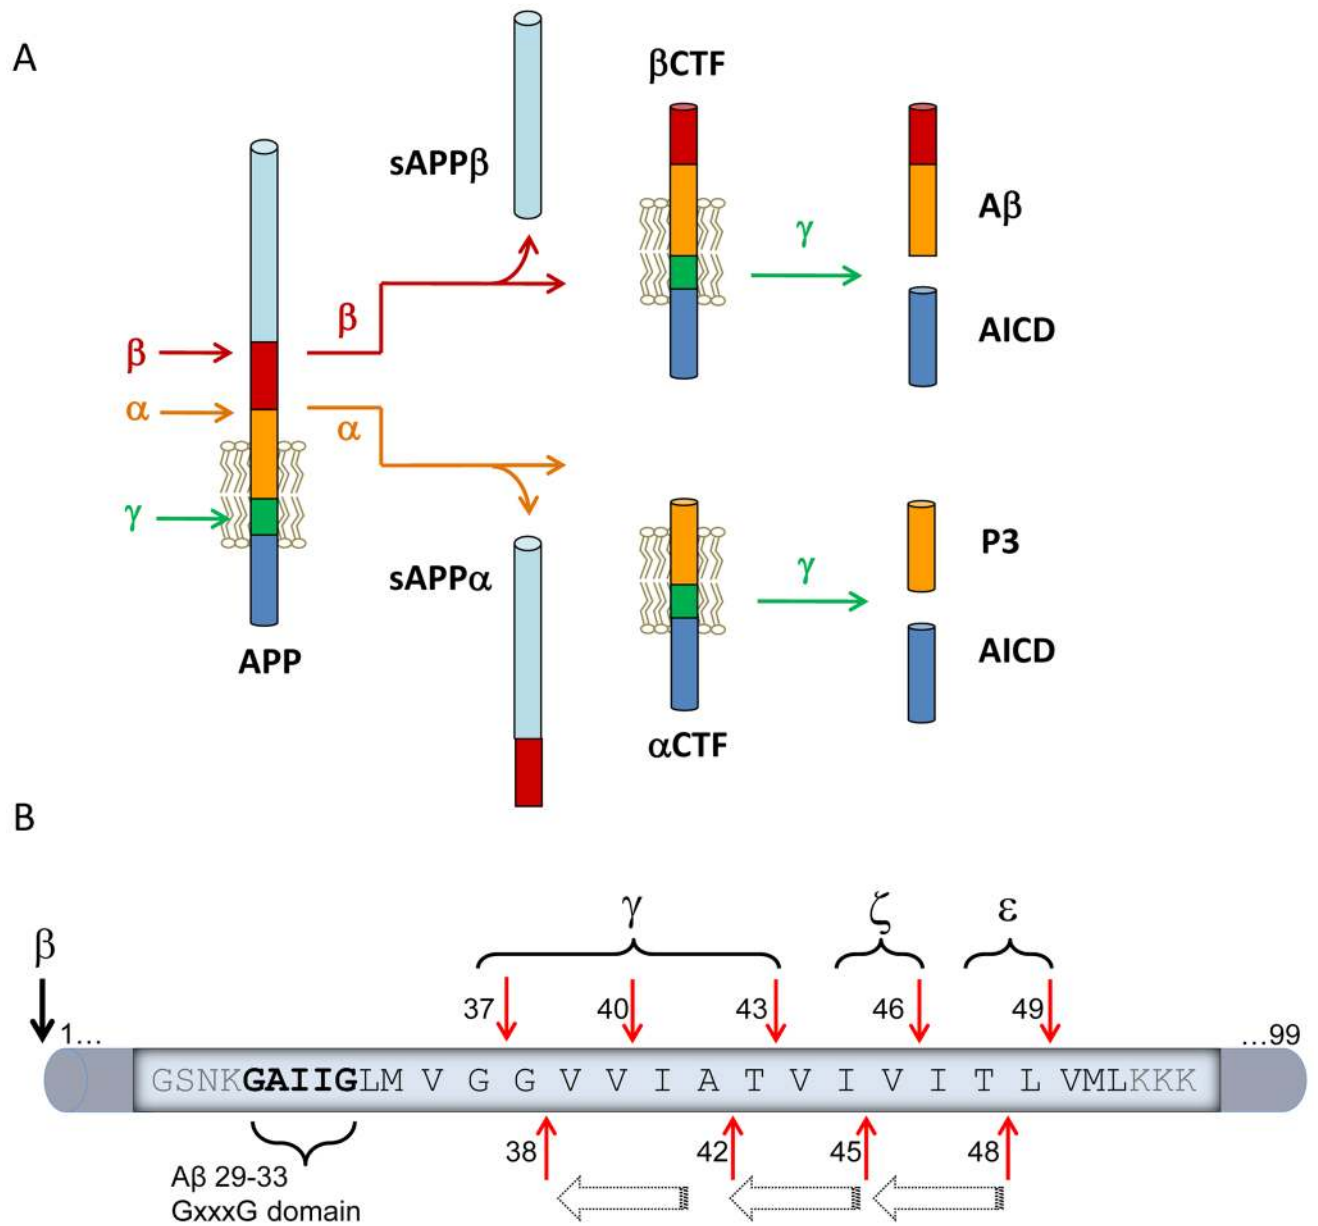 A
βCTF
sAPPβ
Aβ
γ
β
β
AICD
α
α
γ
sAPPα
γ
P3
APP
AICD
αCTF
B
γ ζ ε
β
37 40 43 46 49
1... ...99
GSNKGAIIGLM V G G V V I A T V I V I T L VMLKKK
38 42 45 48
Aβ 29-33
GxxxG domain